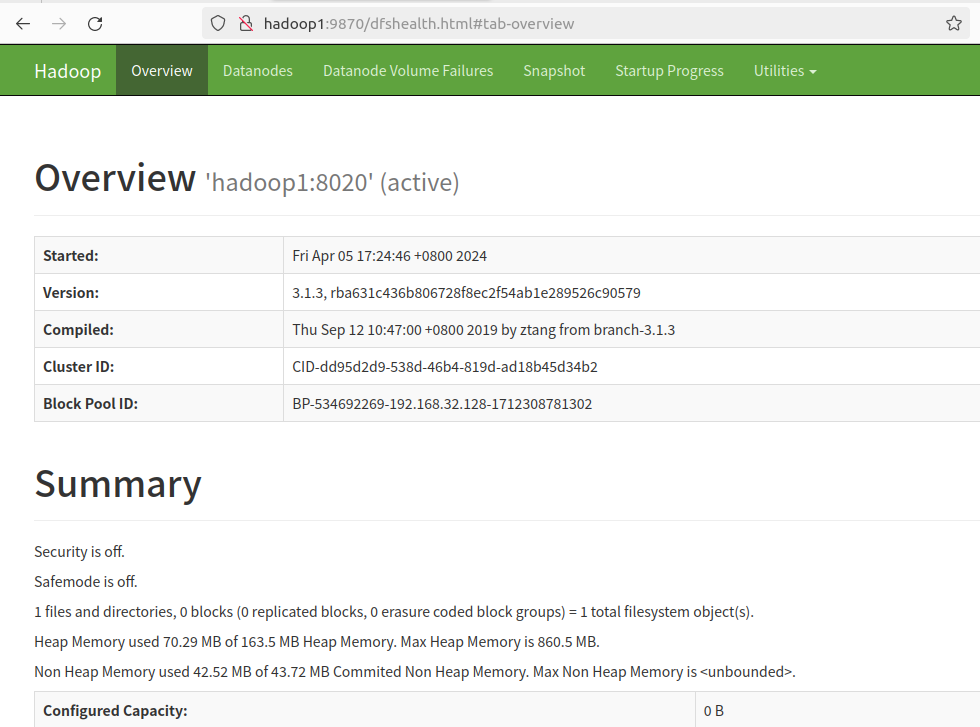 hadoop1:9870/dfshealth.html#tab-overview
Hadoop Overview Datanodes Datanode Volume Failures Snapshot Startup Progress Utilities
Overview 'hadoop1:8020' (active)
Started: Fri Apr 05 17:24:46 +0800 2024
Version: 3.1.3, rba631c436b806728f8ec2f54ab1e289526c90579
Compiled: Thu Sep 12 10:47:00 +0800 2019 by ztang from branch-3.1.3
Cluster ID: CID-dd95d2d9-538d-46b4-819d-ad18b45d34b2
Block Pool ID: BP-534692269-192.168.32.128-1712308781302
Summary
Security is off.
Safemode is off.
1 files and directories, 0 blocks (0 replicated blocks, 0 erasure coded block groups) = 1 total filesystem object(s).
Heap Memory used 70.29 MB of 163.5 MB Heap Memory. Max Heap Memory is 860.5 MB.
Non Heap Memory used 42.52 MB of 43.72 MB Commited Non Heap Memory. Max Non Heap Memory is <unbounded>.
Configured Capacity: 0 B